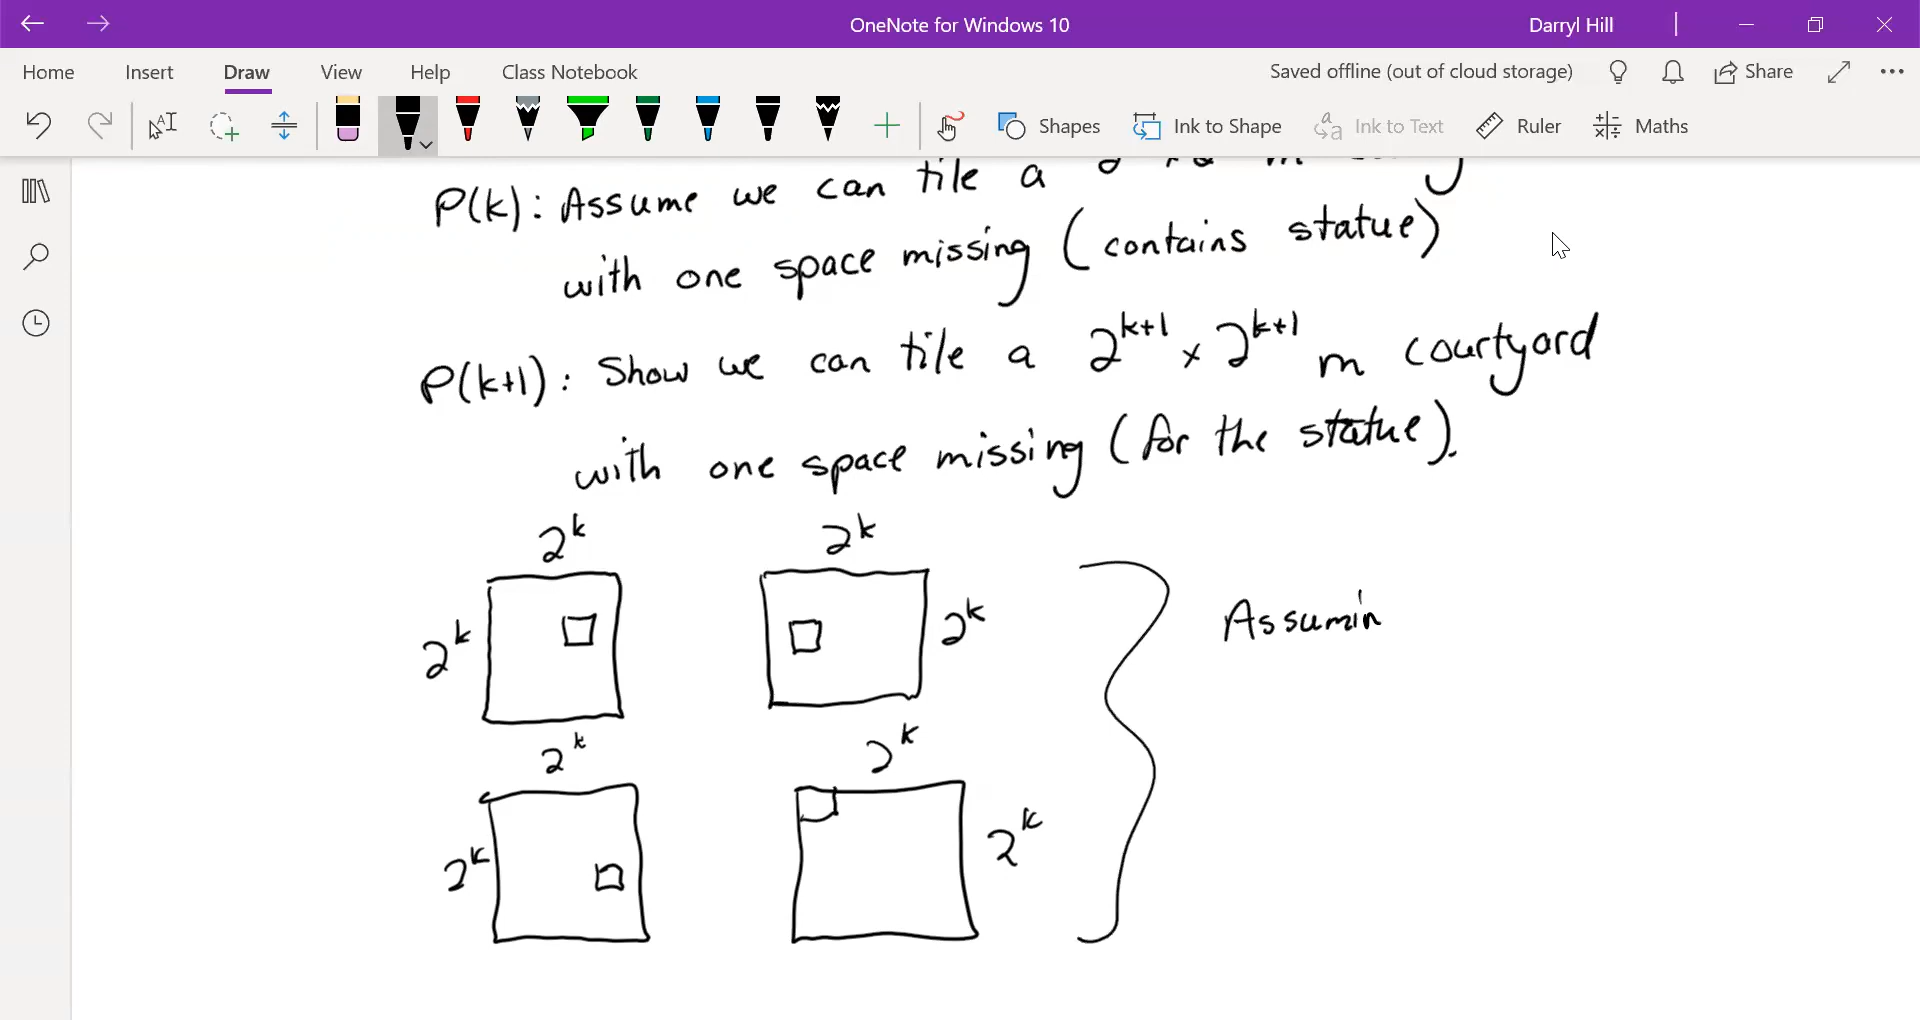 OneNote for Windows 10
Darryl Hill
Home Insert Draw View Help Class Notebook
Saved offline (out of cloud storage) Share
Shapes Ink to Shape Ink to Text Ruler Maths
P(k): Assume we can tile a
with one space missing (contains statue)
P(k+1): Show we can tile a 2^{k+1} × 2^{k+1} m courtyard
with one space missing (for the statue).
2^k 2^k
2^k 2^k
Assumin
2^k 2^k
2^k 2^k